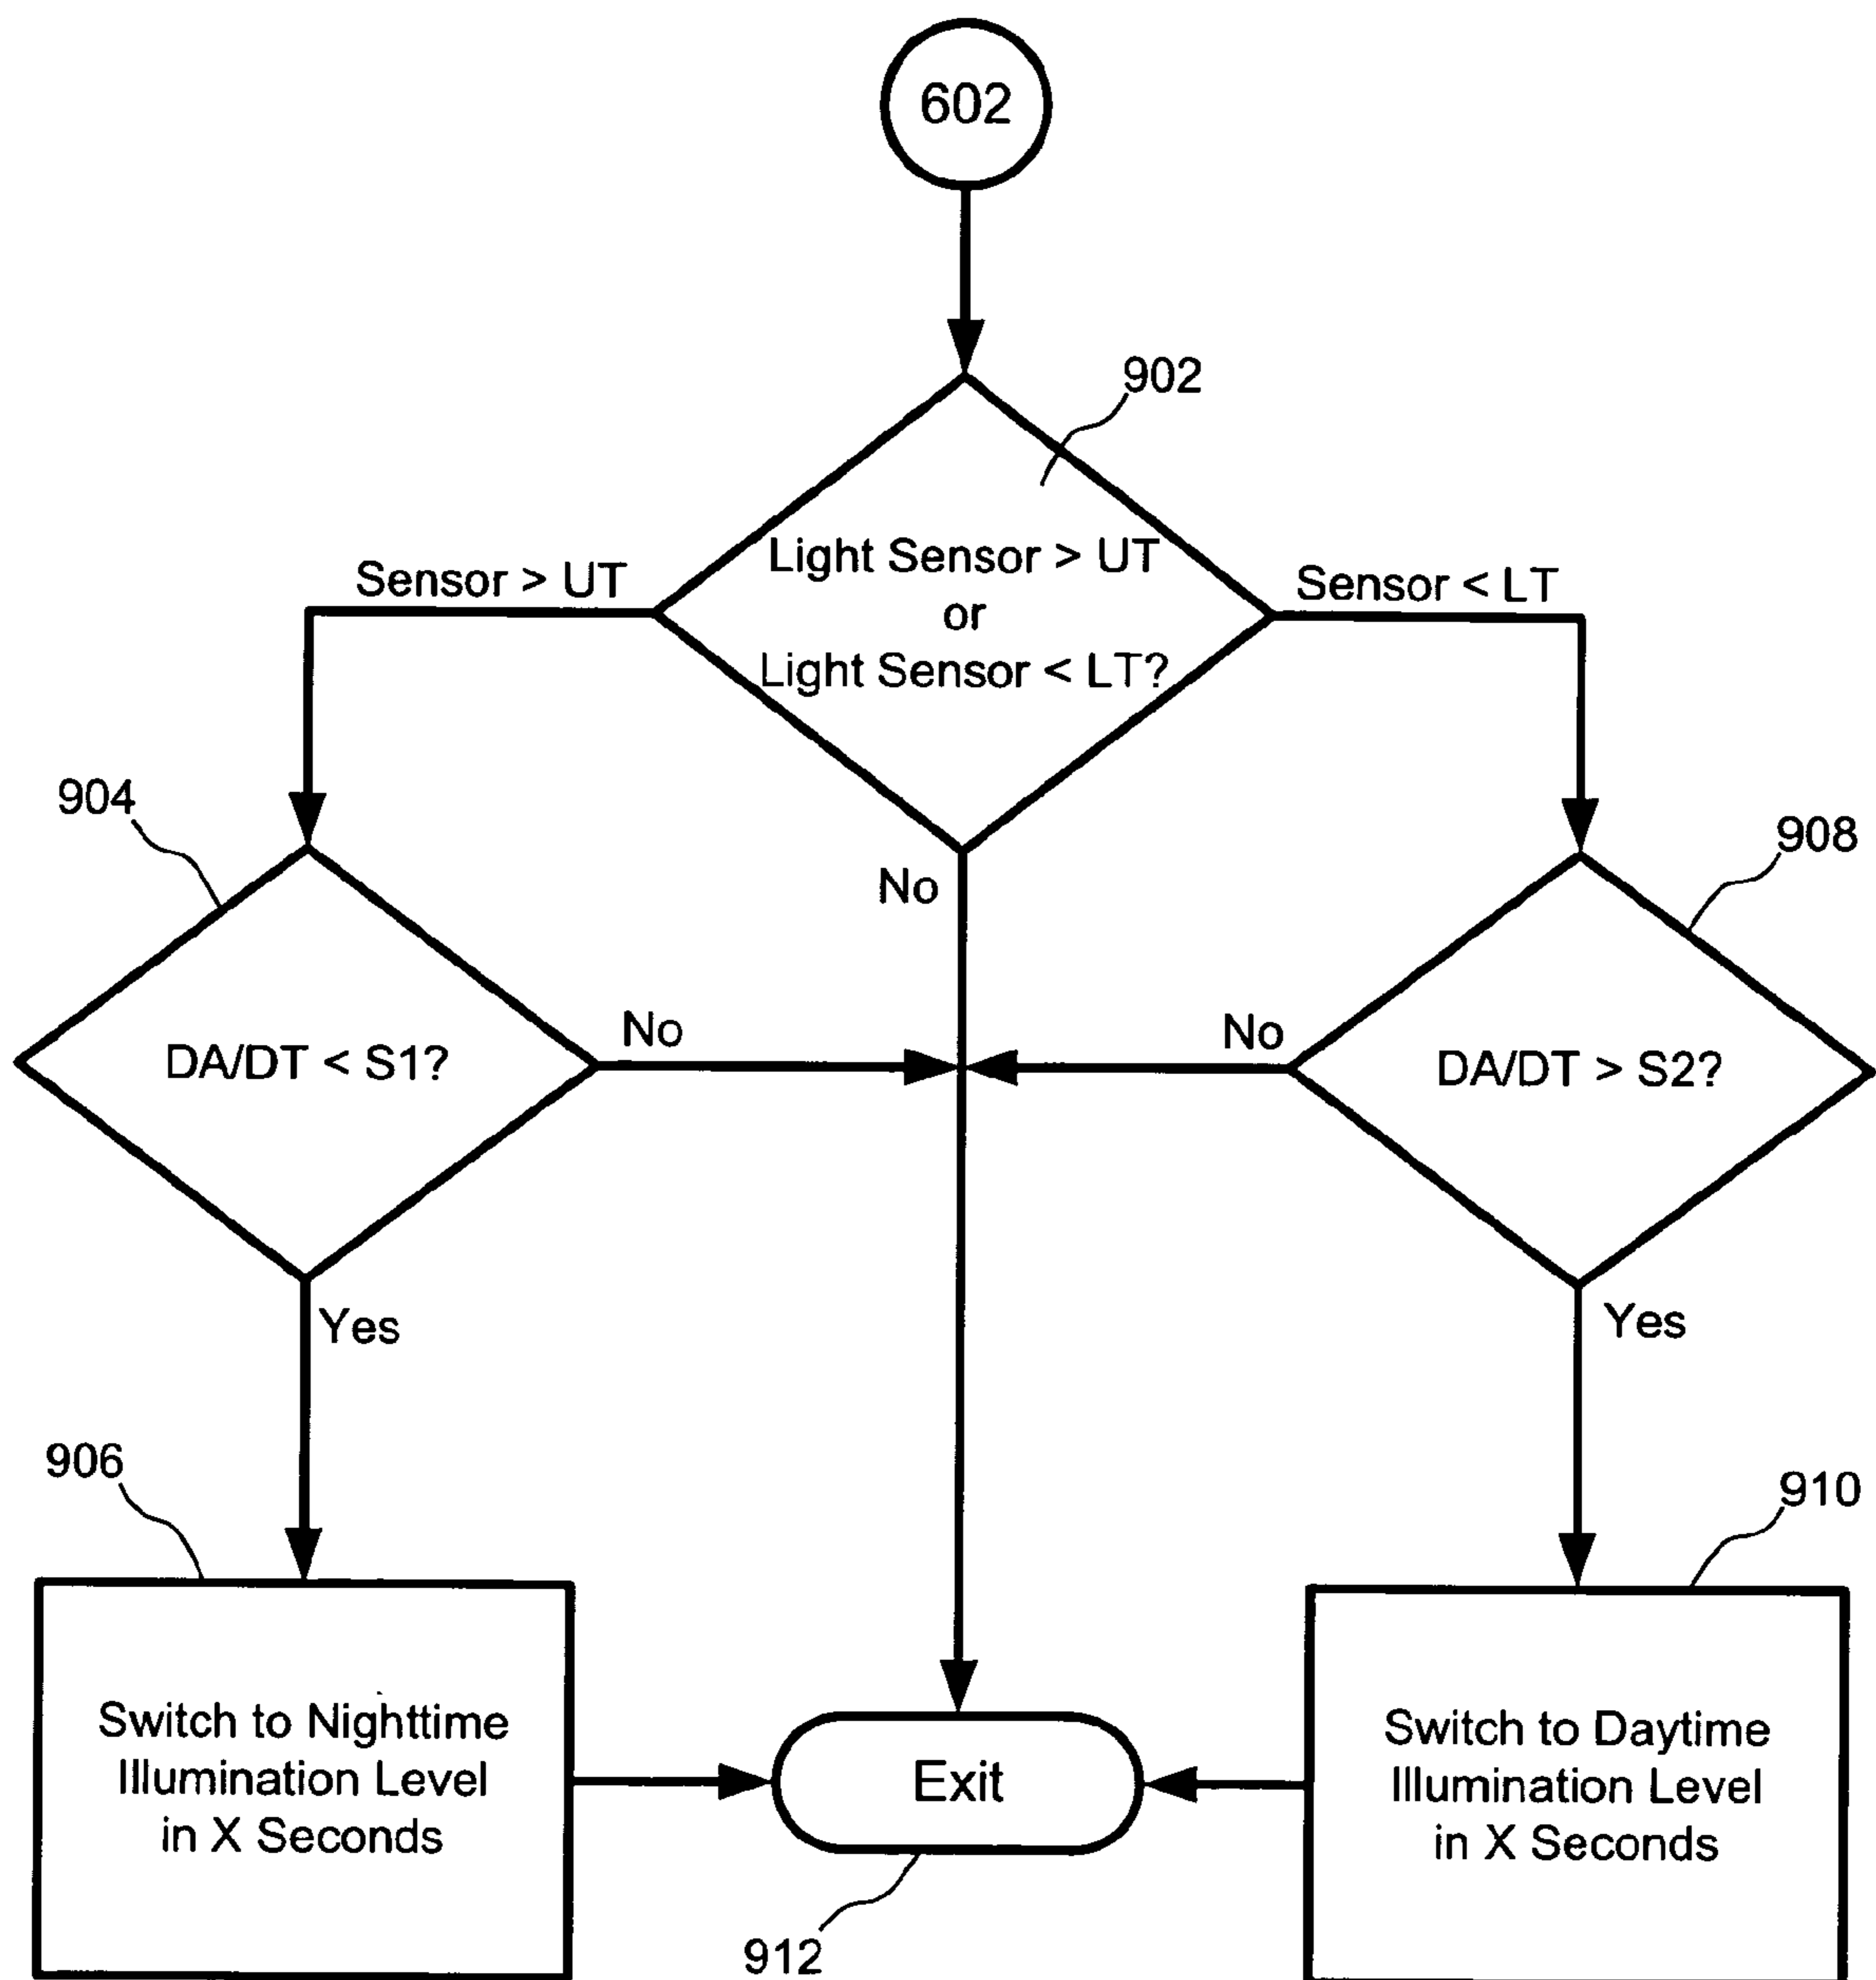 602
902
Light Sensor > UT
or
Light Sensor < LT?
Sensor > UT
Sensor < LT
904
908
No
DA/DT < S1?
No
No
DA/DT > S2?
Yes
Yes
906
910
Switch to Nighttime
Illumination Level
in X Seconds
Exit
Switch to Daytime
Illumination Level
in X Seconds
912